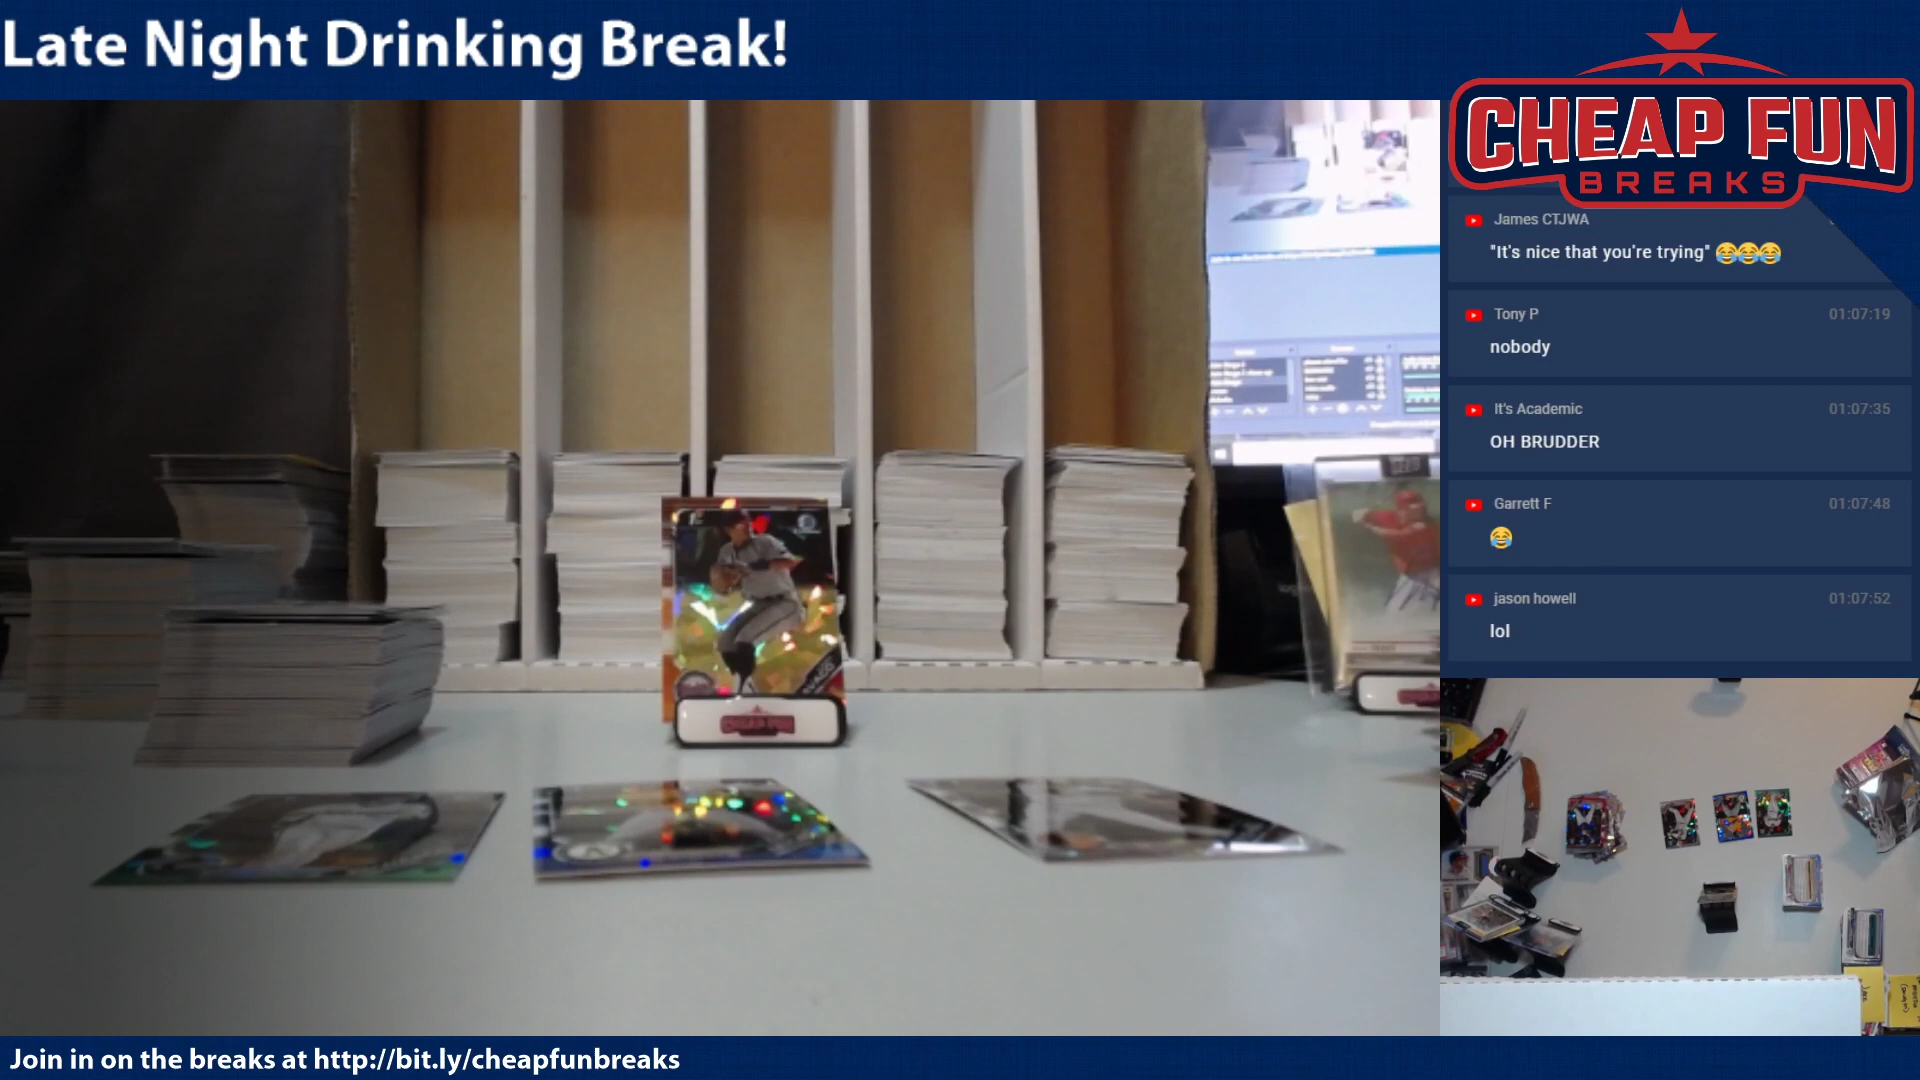 Late Night Drinking Break!
CHEAP FUN
BREAKS
James CTJWA
"It's nice that you're trying" 😂😂😂
Tony P 01:07:19
nobody
It's Academic 01:07:35
OH BRUDDER
Garrett F 01:07:48
😂
jason howell 01:07:52
lol
CHEAP FUN
Join in on the breaks at http://bit.ly/cheapfunbreaks